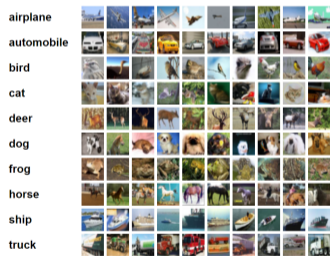 airplane
automobile
bird
cat
deer
dog
frog
horse
ship
truck